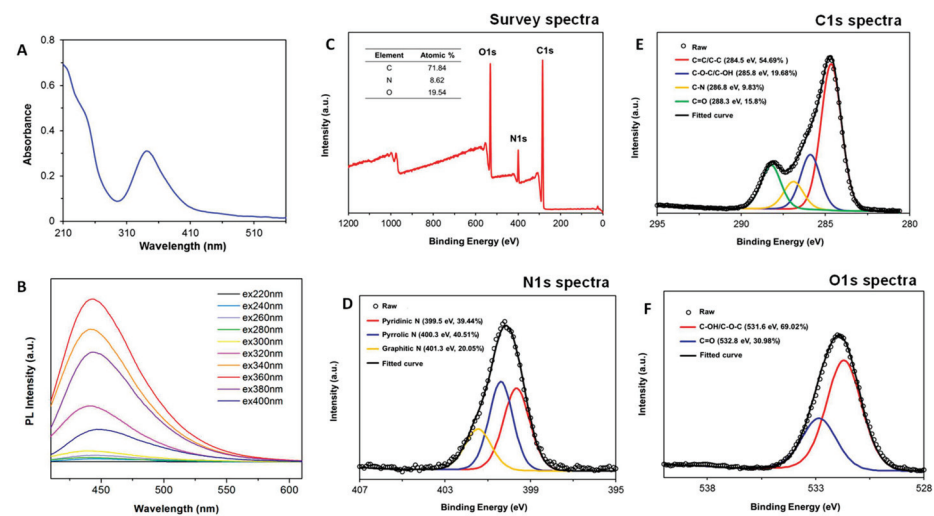 A
0.8
0.6
0.4
0.2
0
Absorbance
210
310
410
510
Wavelength (nm)
B
PL Intensity (a.u.)
ex220nm
ex240nm
ex260nm
ex280nm
ex300nm
ex320nm
ex340nm
ex360nm
ex380nm
ex400nm
450
500
550
600
Wavelength (nm)
Survey spectra
C
Element Atomic %
C 71.84
N 8.62
O 19.54
O1s
N1s
C1s
Intensity (a.u.)
1200 1000 800 600 400 200 0
Binding Energy (eV)
N1s spectra
D
Raw
Pyridinic N (399.5 eV, 39.44%)
Pyrrolic N (400.3 eV, 40.51%)
Graphitic N (401.3 eV, 20.05%)
Fitted curve
Intensity (a.u.)
407 403 399 395
Binding Energy (eV)
C1s spectra
E
Raw
C=C/C-C (284.5 eV, 54.69% )
C-O-C/C-OH (285.8 eV, 19.68%)
C-N (286.8 eV, 9.83%)
C=O (288.3 eV, 15.8%)
Fitted curve
Intensity (a.u.)
295 290 285 280
Binding Energy (eV)
O1s spectra
F
Raw
C-OH/C-O-C (531.6 eV, 69.02%)
C=O (532.8 eV, 30.98%)
Fitted curve
Intensity (a.u.)
538 533 528
Binding Energy (eV)